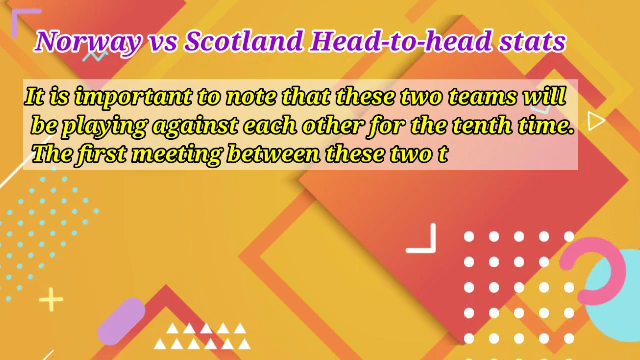 Norway vs Scotland Head-to-head stats
It is important to note that these two teams will
be playing against each other for the tenth time.
The first meeting between these two t